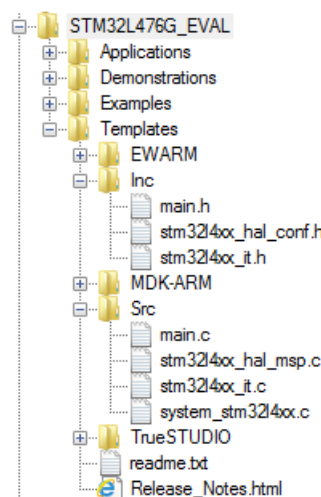 STM32L476G_EVAL
Applications
Demonstrations
Examples
Templates
EWARM
Inc
main.h
stm32l4xx_hal_conf.h
stm32l4xx_it.h
MDK-ARM
Src
main.c
stm32l4xx_hal_msp.c
stm32l4xx_it.c
system_stm32l4xx.c
TrueSTUDIO
readme.txt
Release_Notes.html